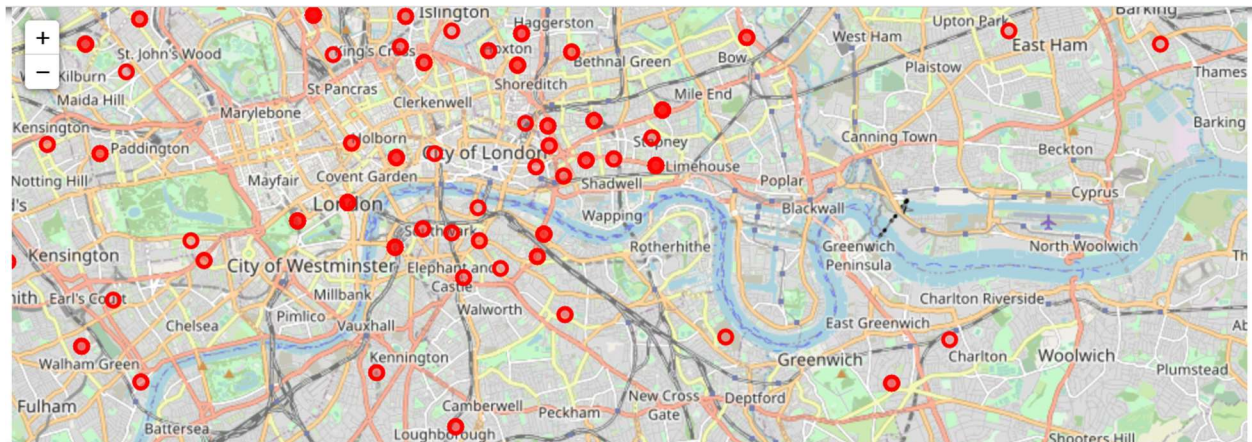 +
−
St. John's Wood
Kilburn
Maida Hill
Kensington
Paddington
Notting Hill
Marylebone
Mayfair
St Pancras
Islington
Haggerston
Clerkenwell
Shoreditch
Bethnal Green
Bow
West Ham
Upton Park
East Ham
Barking
Plaistow
Thames
Mile End
Canning Town
Beckton
Barking
Covent Garden
City of London
Stepney
Limehouse
Shadwell
Poplar
Cyprus
London
Wapping
Blackwall
Southwark
Rotherhithe
Greenwich
Peninsula
North Woolwich
Kensington
City of Westminster
Elephant and
Castle
Millbank
Earl's Court
Pimlico
Vauxhall
Walworth
Chelsea
Walham Green
Kennington
Charlton Riverside
East Greenwich
Greenwich
Charlton
Woolwich
Plumstead
Fulham
Battersea
Camberwell
Loughborough
Peckham
New Cross
Gate
Deptford
Shooters Hill